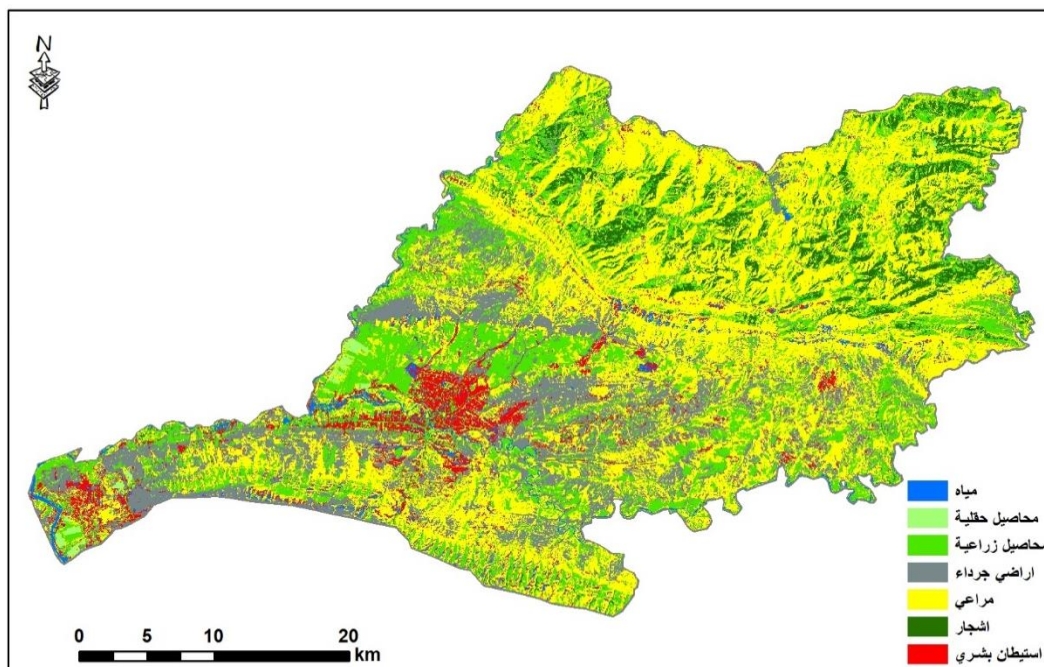 N
مياه
محاصيل حقلية
محاصيل زراعية
اراضي جرداء
مراعي
اشجار
استيطان بشري
0 5 10 20
km